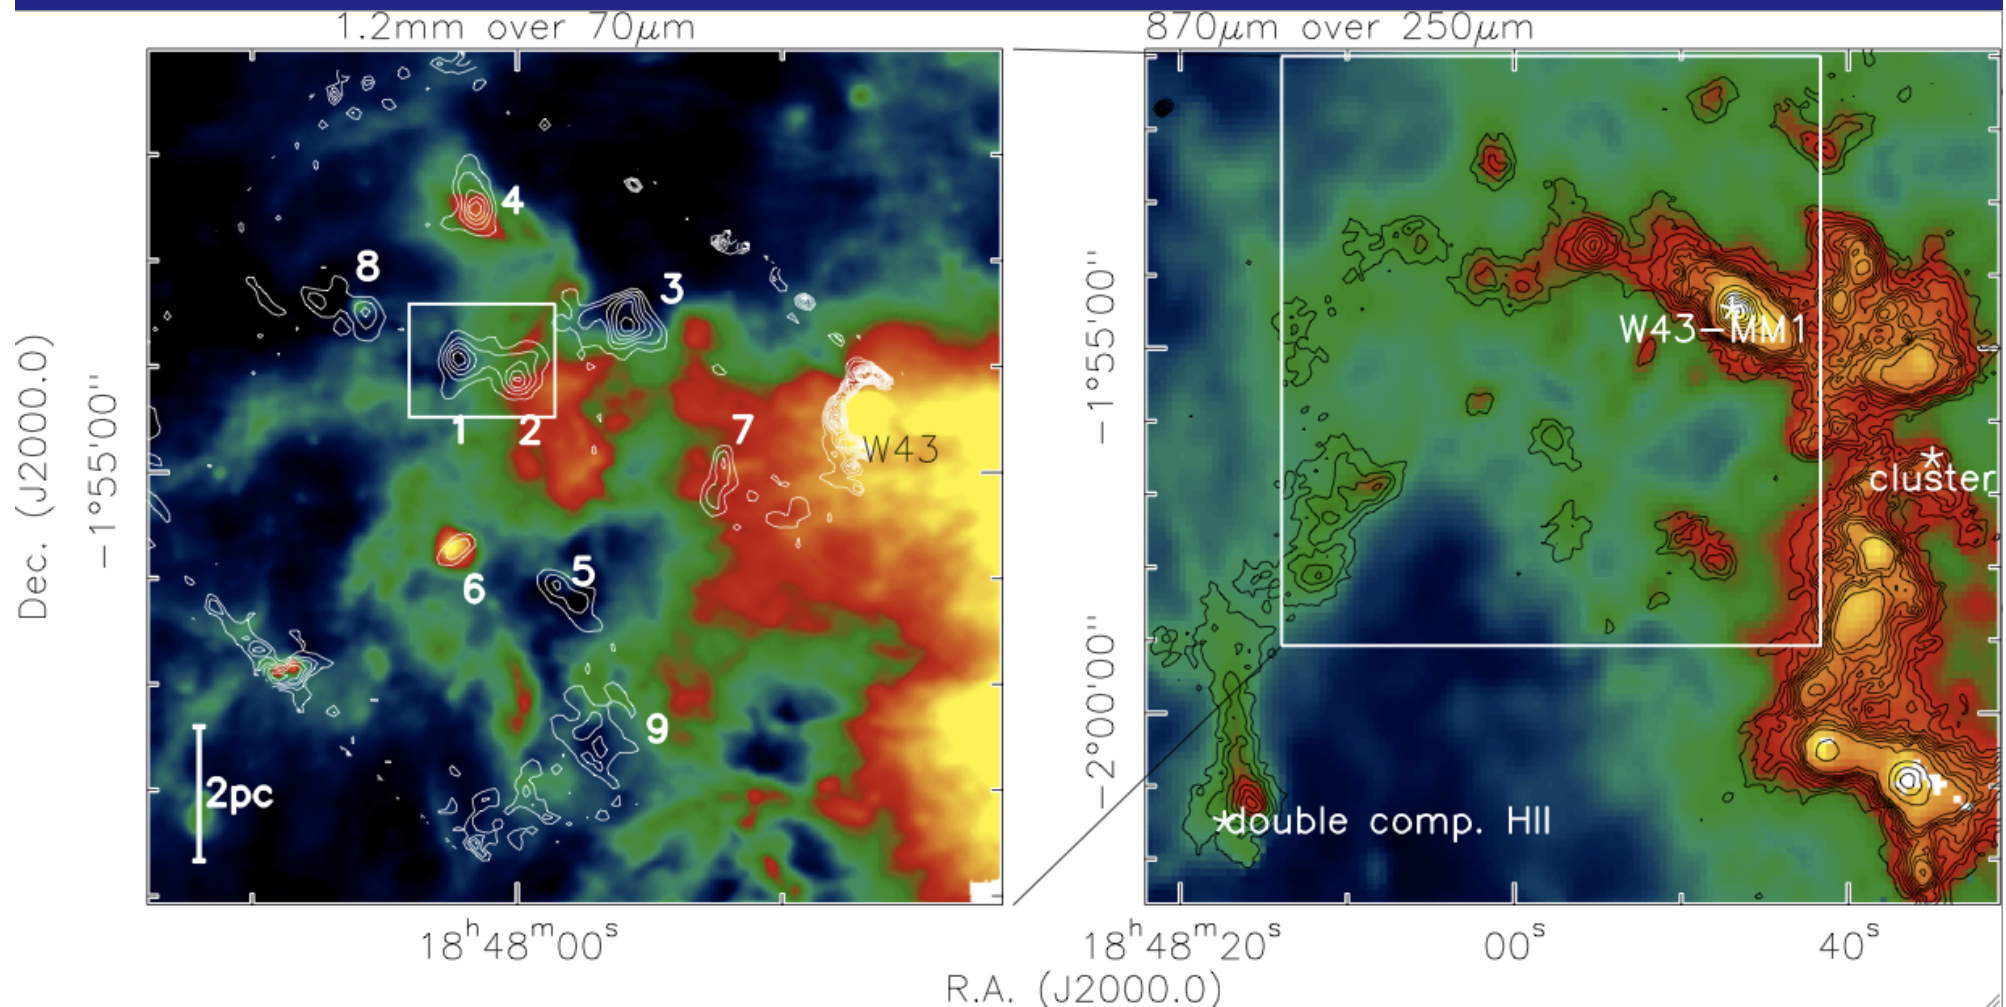 1.2mm over 70μm
870μm over 250μm
4
8
3
1
2
7
W43
6
5
9
2pc
W43-MM1
cluster
*double comp. HII
Dec. (J2000.0)
−1°55'00"
−1°55'00"
−2°00'00"
18h48m00s
18h48m20s
00s
40s
R.A. (J2000.0)